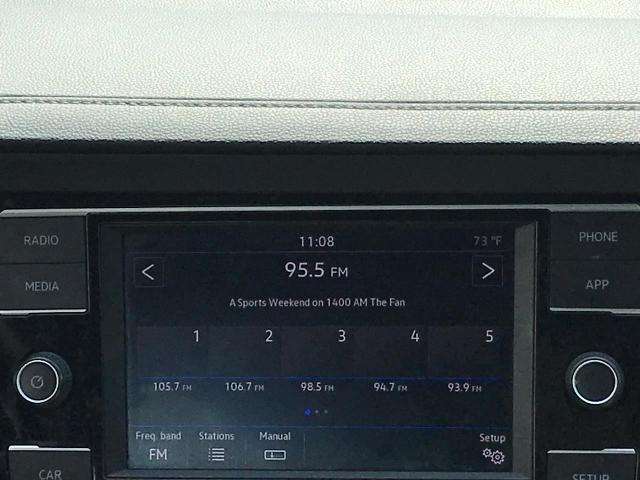 RADIO
MEDIA
CAR
11:08
73 °F
95.5 FM
A Sports Weekend on 1400 AM The Fan
1 2 3 4 5
105.7 FM 106.7 FM 98.5 FM 94.7 FM 93.9 FM
Freq. band Stations Manual Setup
FM
PHONE
APP
SETUP